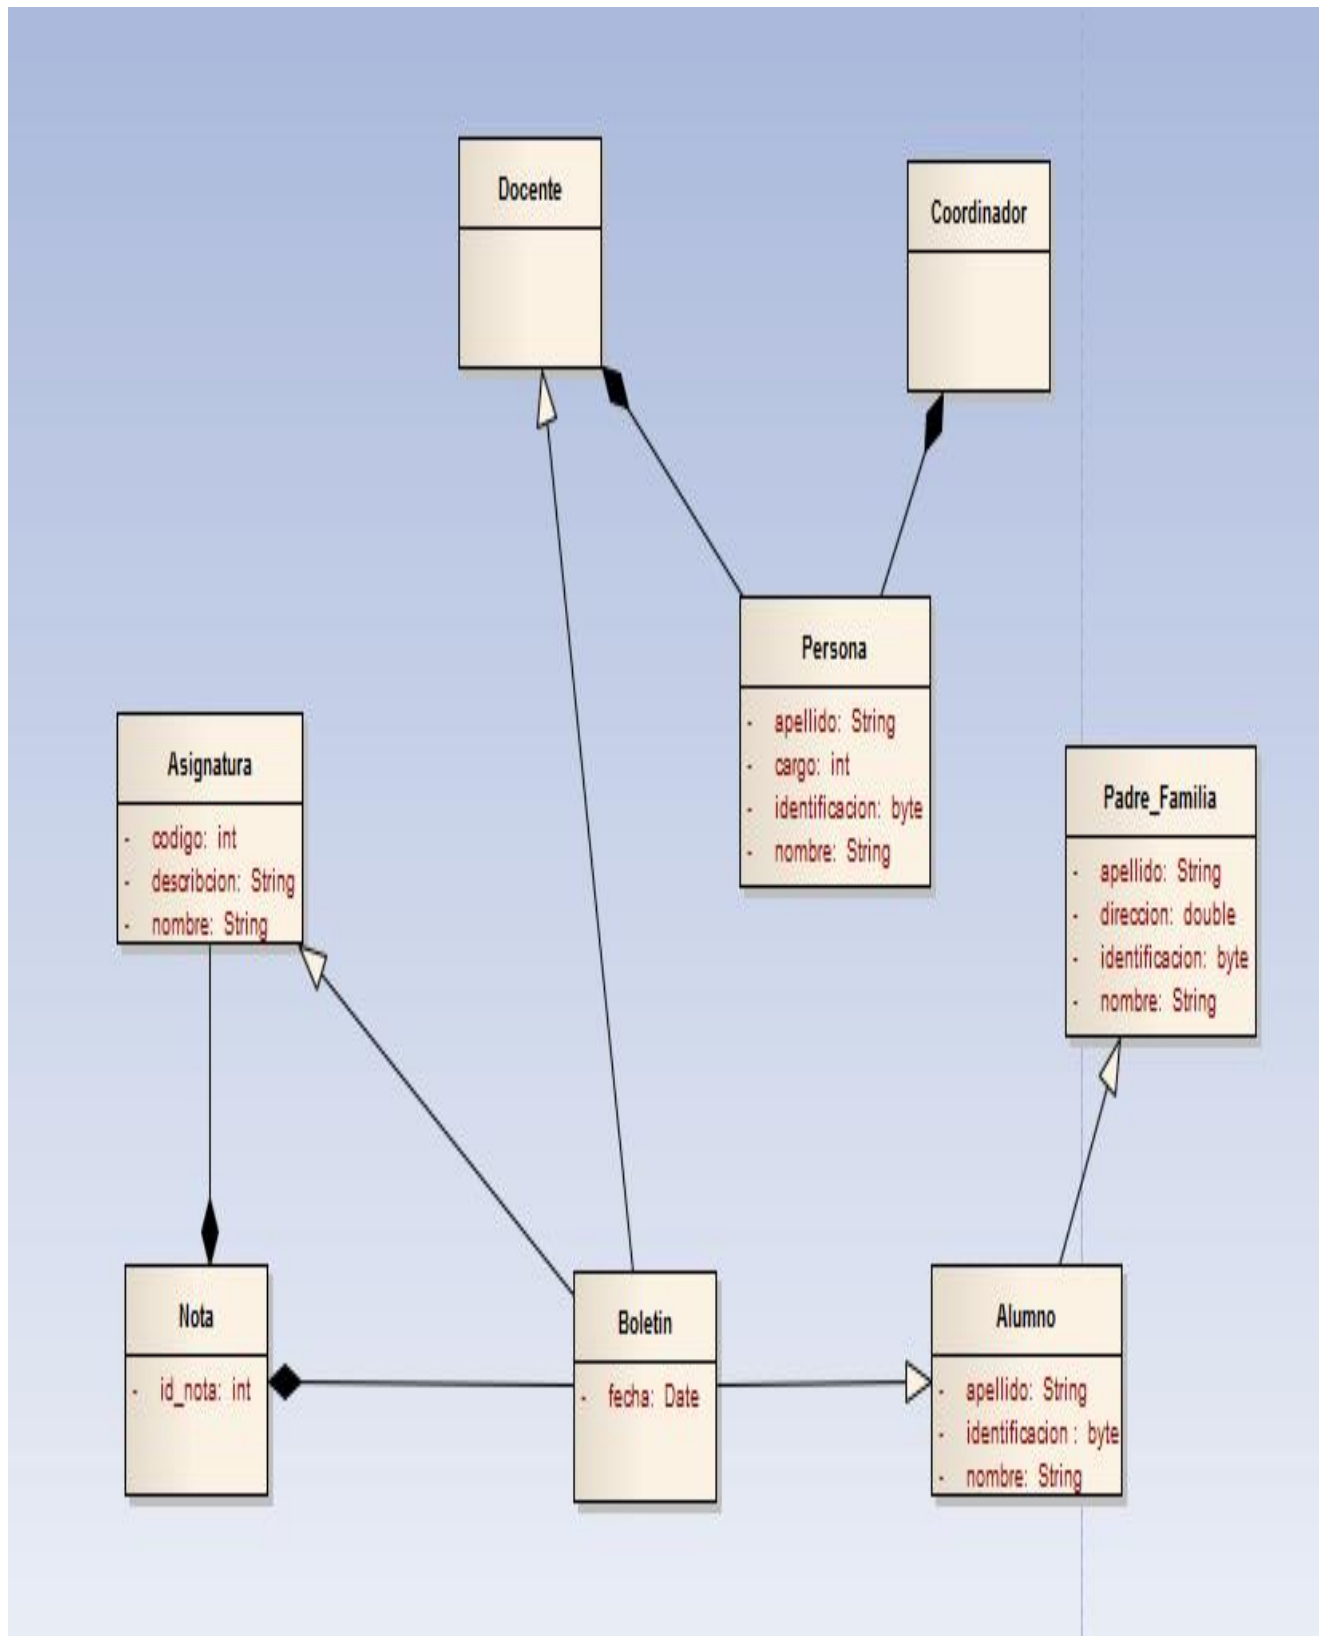 Docente
Coordinador
Persona
- apellido: String
- cargo: int
- identificacion: byte
- nombre: String
Asignatura
- codigo: int
- describcion: String
- nombre: String
Padre_Familia
- apellido: String
- direccion: double
- identificacion: byte
- nombre: String
Nota
- id_nota: int
Boletin
- fecha: Date
Alumno
- apellido: String
- identificacion : byte
- nombre: String